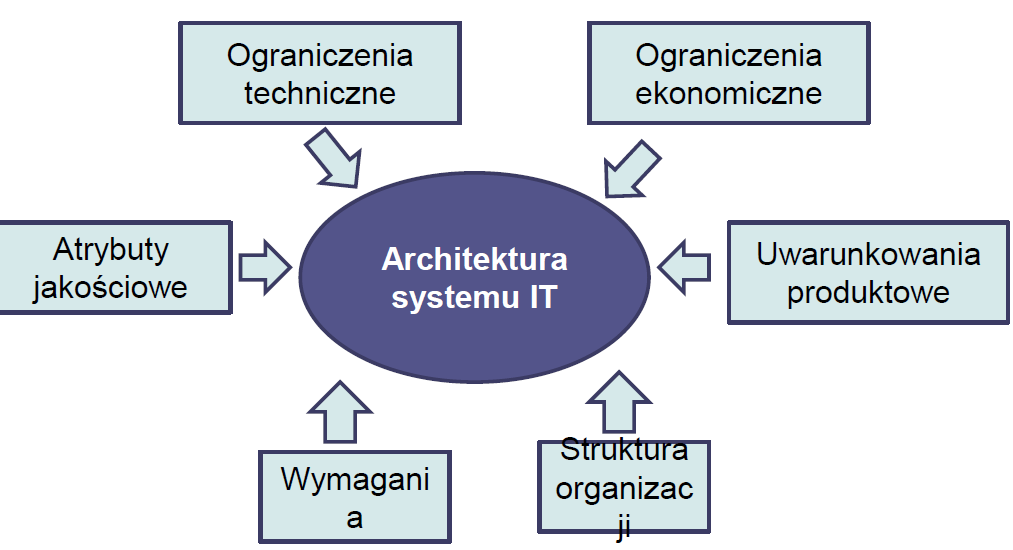 Ograniczenia
techniczne
Ograniczenia
ekonomiczne
Atrybuty
jakościowe
Architektura
systemu IT
Uwarunkowania
produktowe
Wymagani
a
Struktura
organizac
ji